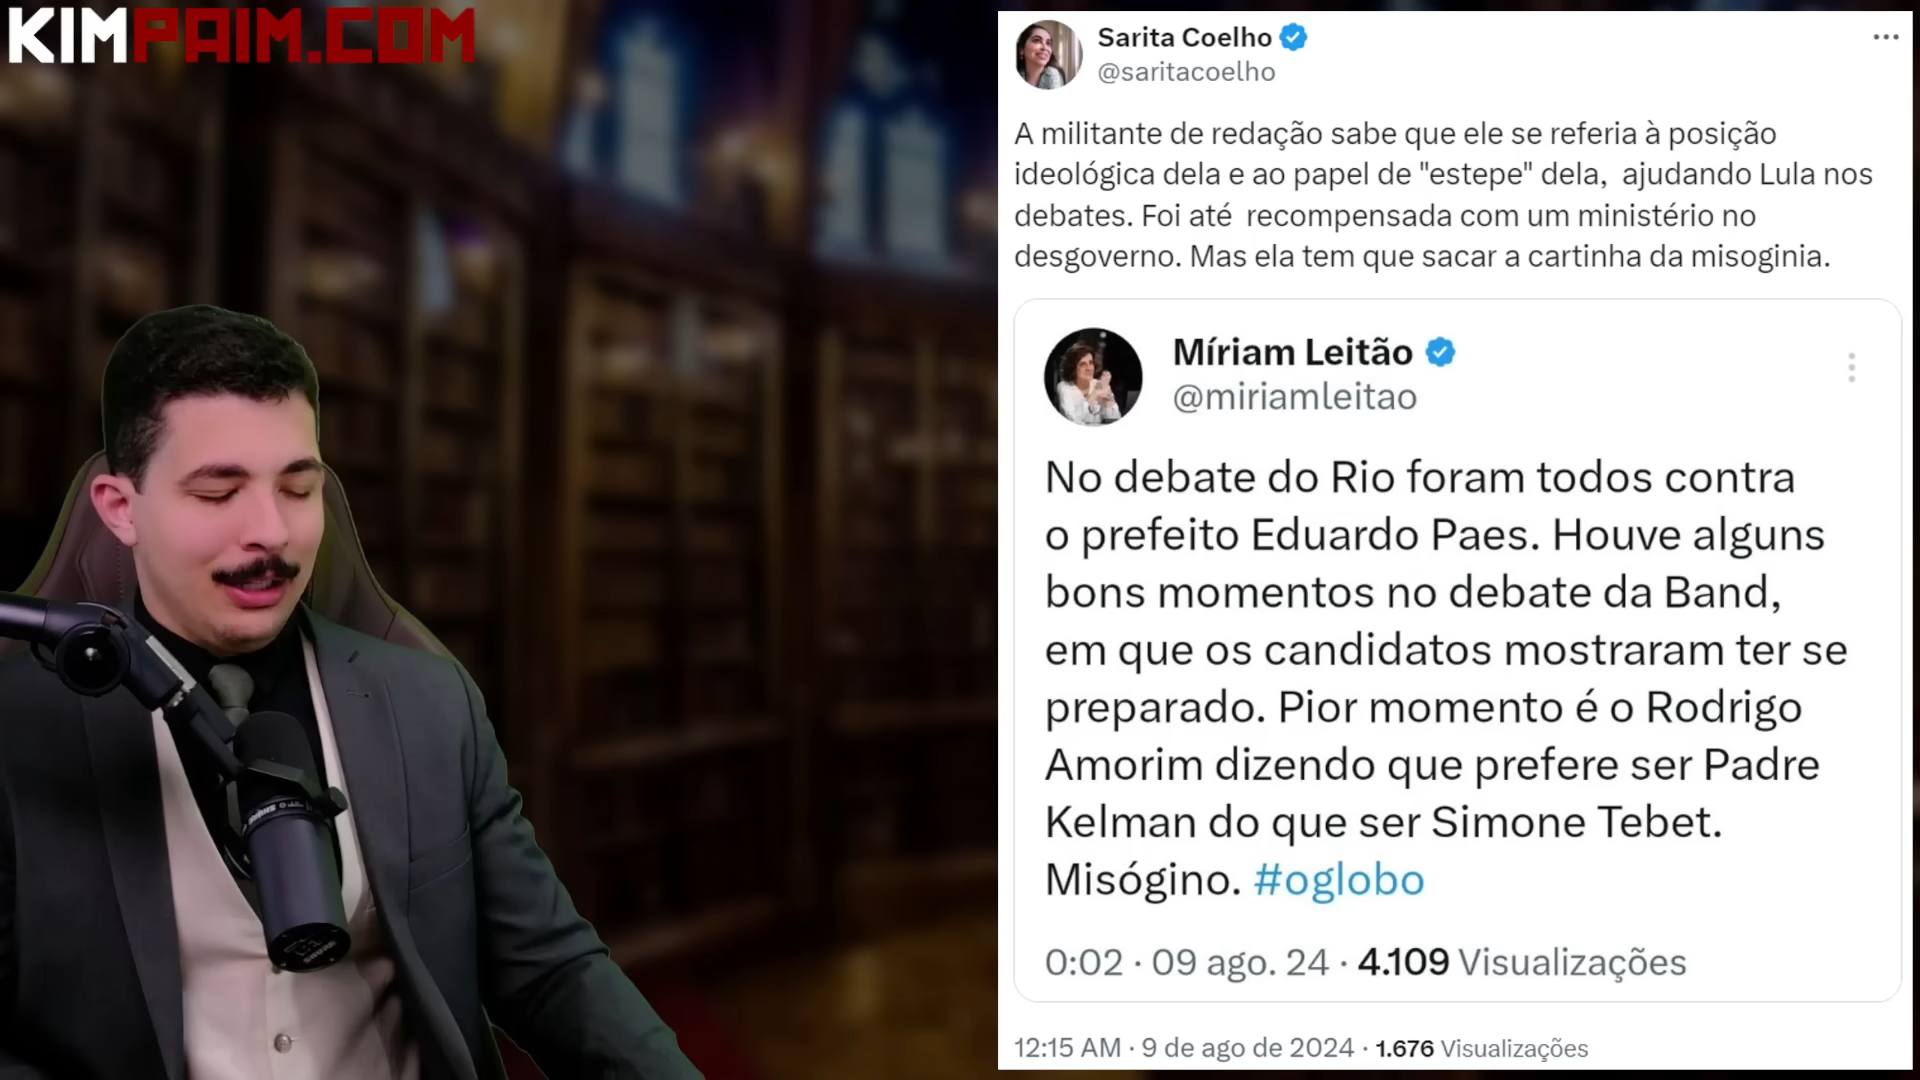 KIMPAIM.COM
Sarita Coelho
@saritacoelho
A militante de redação sabe que ele se referia à posição
ideológica dela e ao papel de "estepe" dela, ajudando Lula nos
debates. Foi até recompensada com um ministério no
desgoverno. Mas ela tem que sacar a cartinha da misoginia.
Míriam Leitão
@miriamleitao
No debate do Rio foram todos contra
o prefeito Eduardo Paes. Houve alguns
bons momentos no debate da Band,
em que os candidatos mostraram ter se
preparado. Pior momento é o Rodrigo
Amorim dizendo que prefere ser Padre
Kelman do que ser Simone Tebet.
Misógino. #oglobo
0:02 · 09 ago. 24 · 4.109 Visualizações
12:15 AM · 9 de ago de 2024 · 1.676 Visualizações